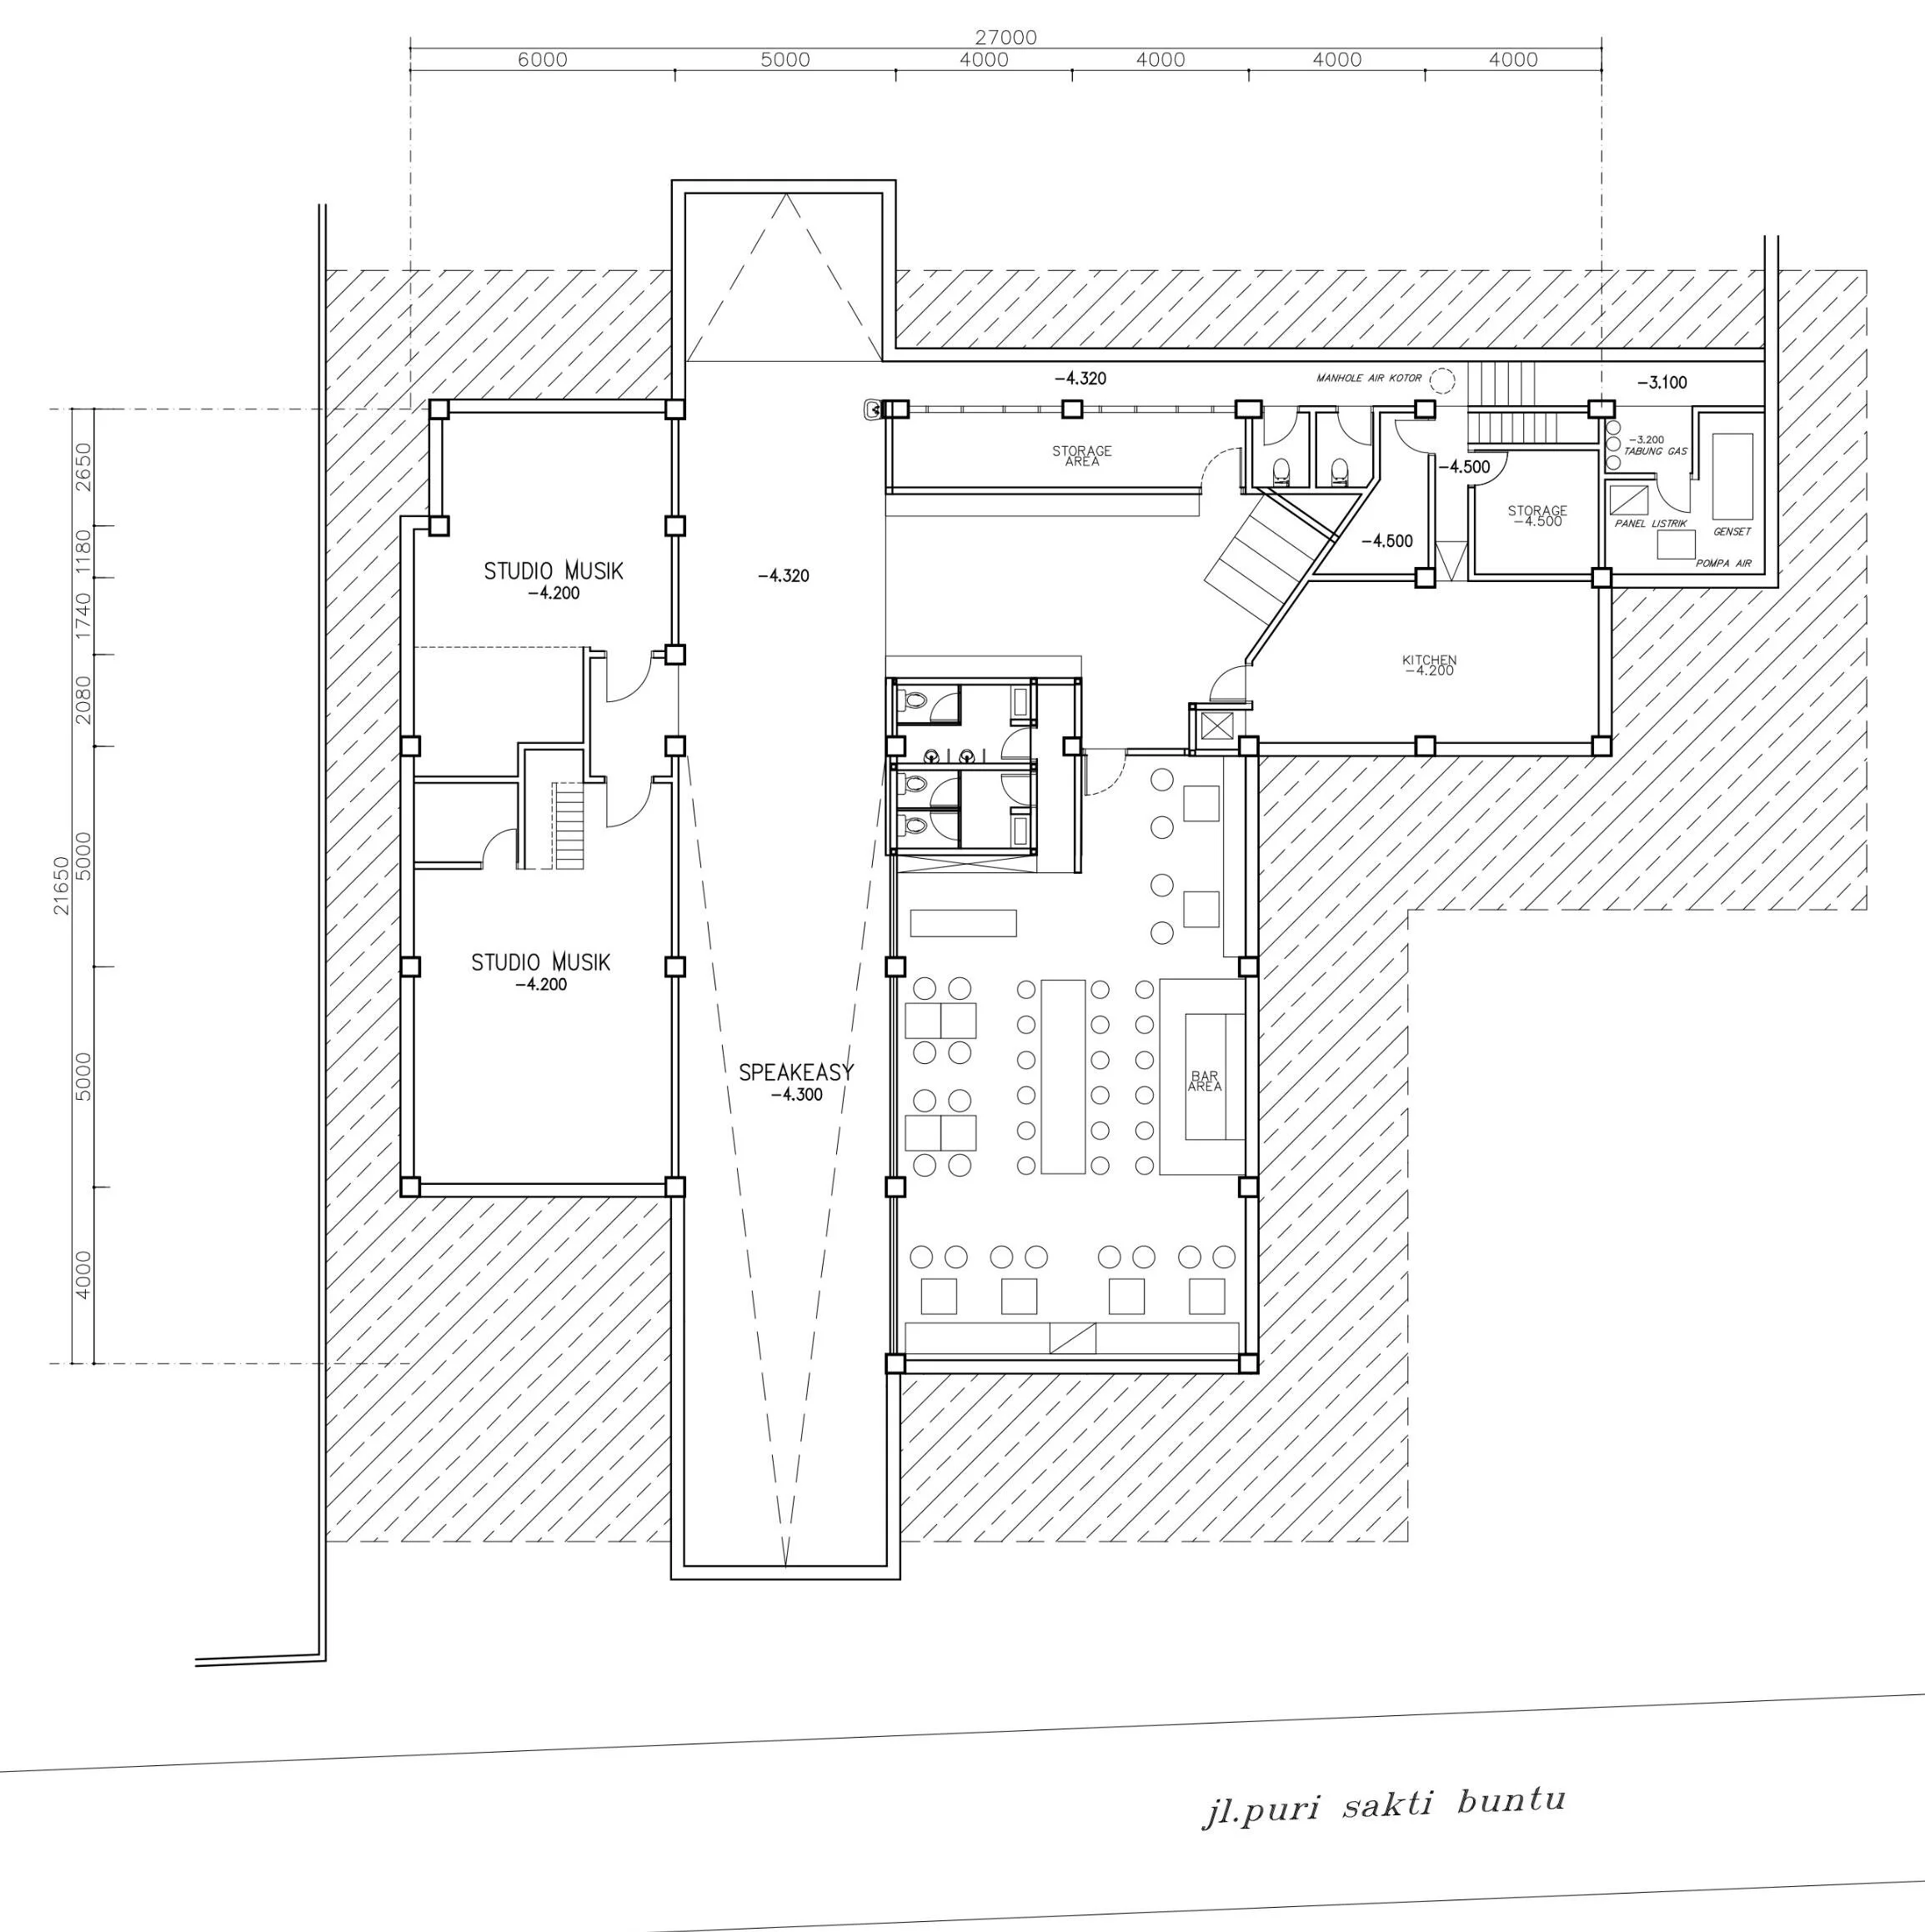 27000
6000
5000
4000
4000
4000
4000
-4.320
MANHOLE AIR KOTOR
-3.100
2650
STORAGE
AREA
-3.200
TABUNG GAS
-4.500
STORAGE
-4.500
PANEL LISTRIK
GENSET
-4.500
POMPA AIR
1180
STUDIO MUSIK
-4.200
-4.320
1740
KITCHEN
-4.200
2080
5000
21650
STUDIO MUSIK
-4.200
5000
SPEAKEASY
-4.300
BAR
AREA
4000
jl.puri sakti buntu